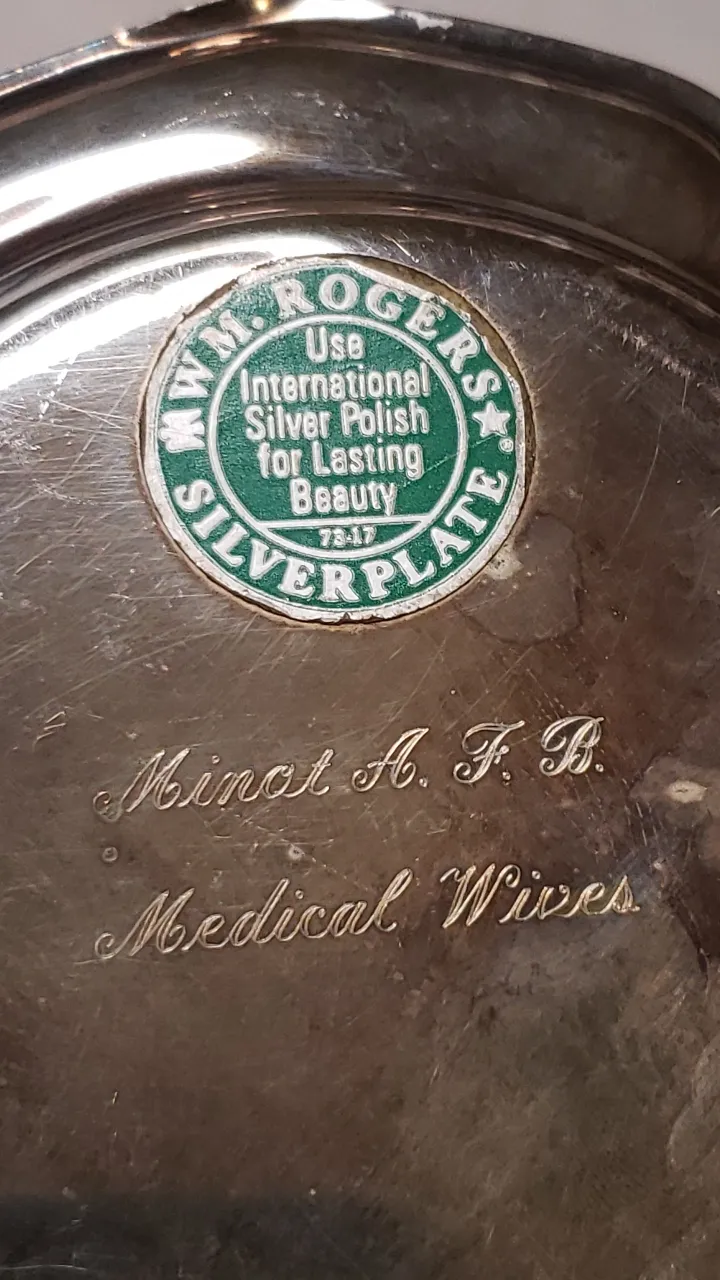 WM. ROGERS
Use
International
Silver Polish
for Lasting
Beauty
73-17
SILVERPLATE
Minot A. F. B.
Medical Wives